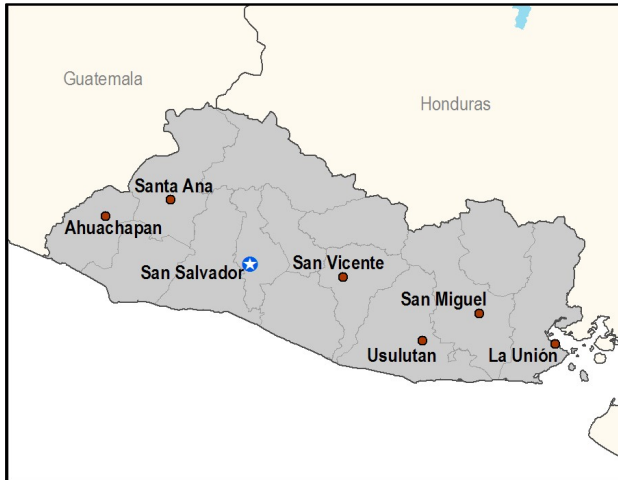 Guatemala
Honduras
Santa Ana
Ahuachapan
San Salvador
San Vicente
San Miguel
Usulutan
La Unión